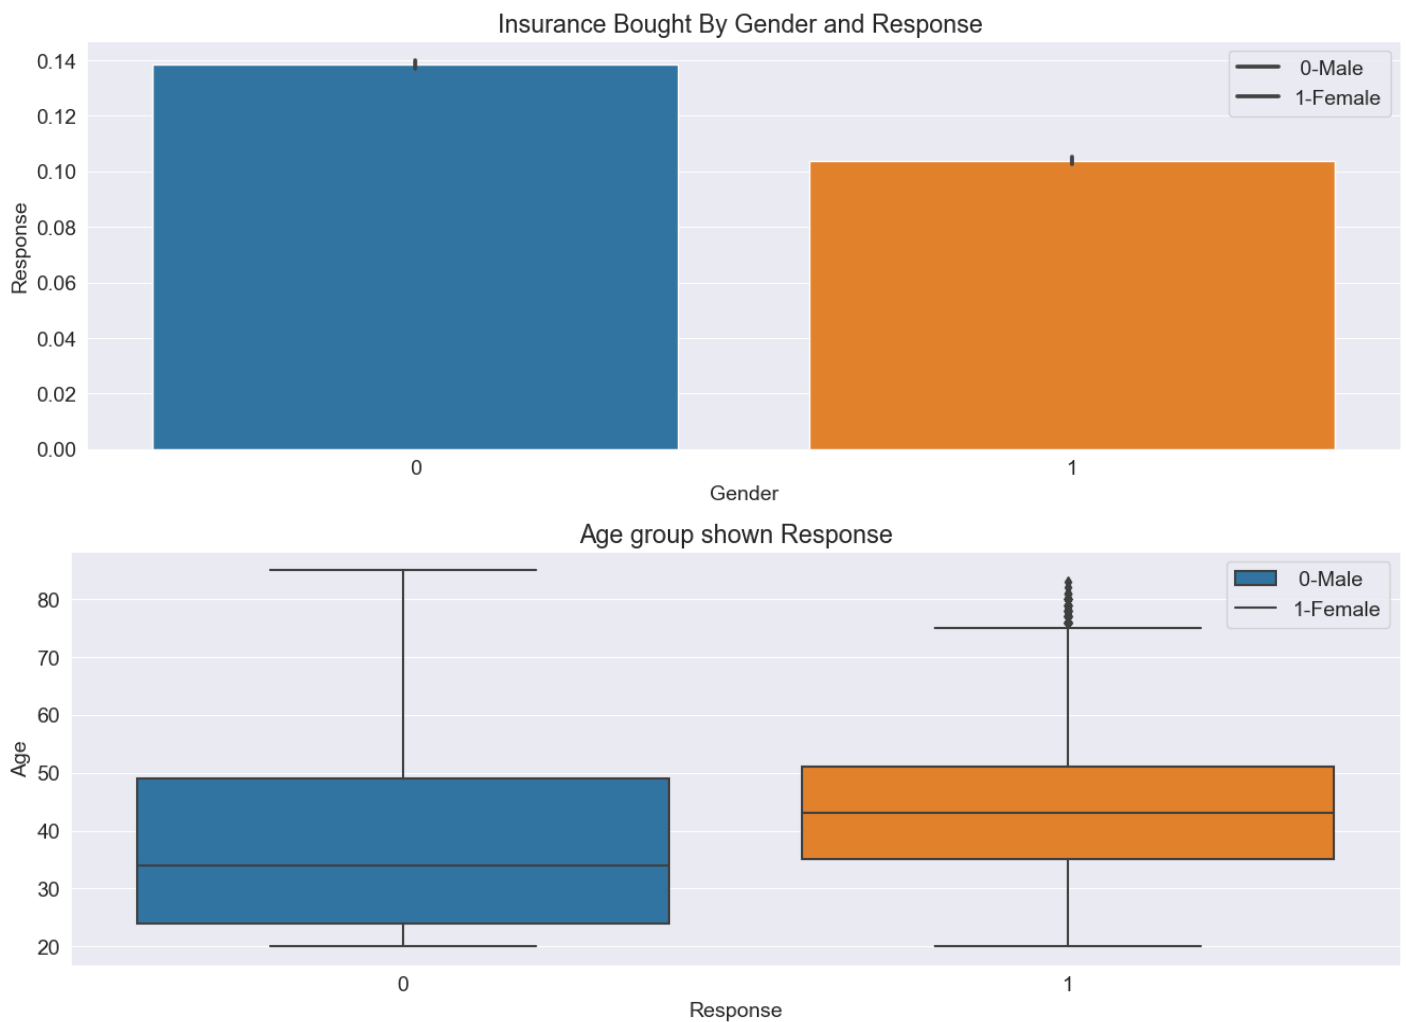 Insurance Bought By Gender and Response
0.14
0.12
0.10
0.08
0.06
0.04
0.02
0.00
Response
0-Male
1-Female
0 1
Gender
Age group shown Response
80
70
60
50
40
30
20
Age
0-Male
1-Female
0 1
Response